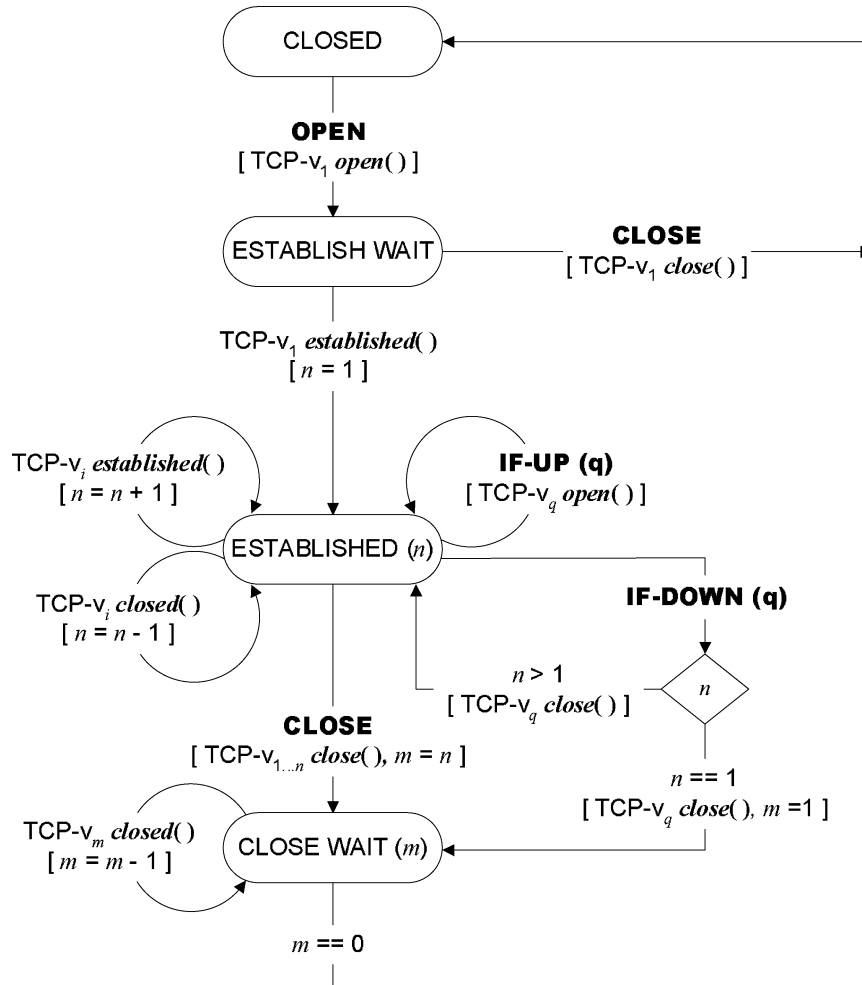 CLOSED
OPEN
[ TCP-v1 open( ) ]
ESTABLISH WAIT
CLOSE
[ TCP-v1 close( ) ]
TCP-v1 established( )
[ n = 1 ]
TCP-vi established( )
[ n = n + 1 ]
IF-UP (q)
[ TCP-vq open( ) ]
ESTABLISHED (n)
TCP-vi closed( )
[ n = n - 1 ]
IF-DOWN (q)
n
n > 1
[ TCP-vq close( ) ]
CLOSE
[ TCP-v1...n close( ), m = n ]
n == 1
[ TCP-vq close( ), m =1 ]
TCP-vm closed( )
[ m = m - 1 ]
CLOSE WAIT (m)
m == 0